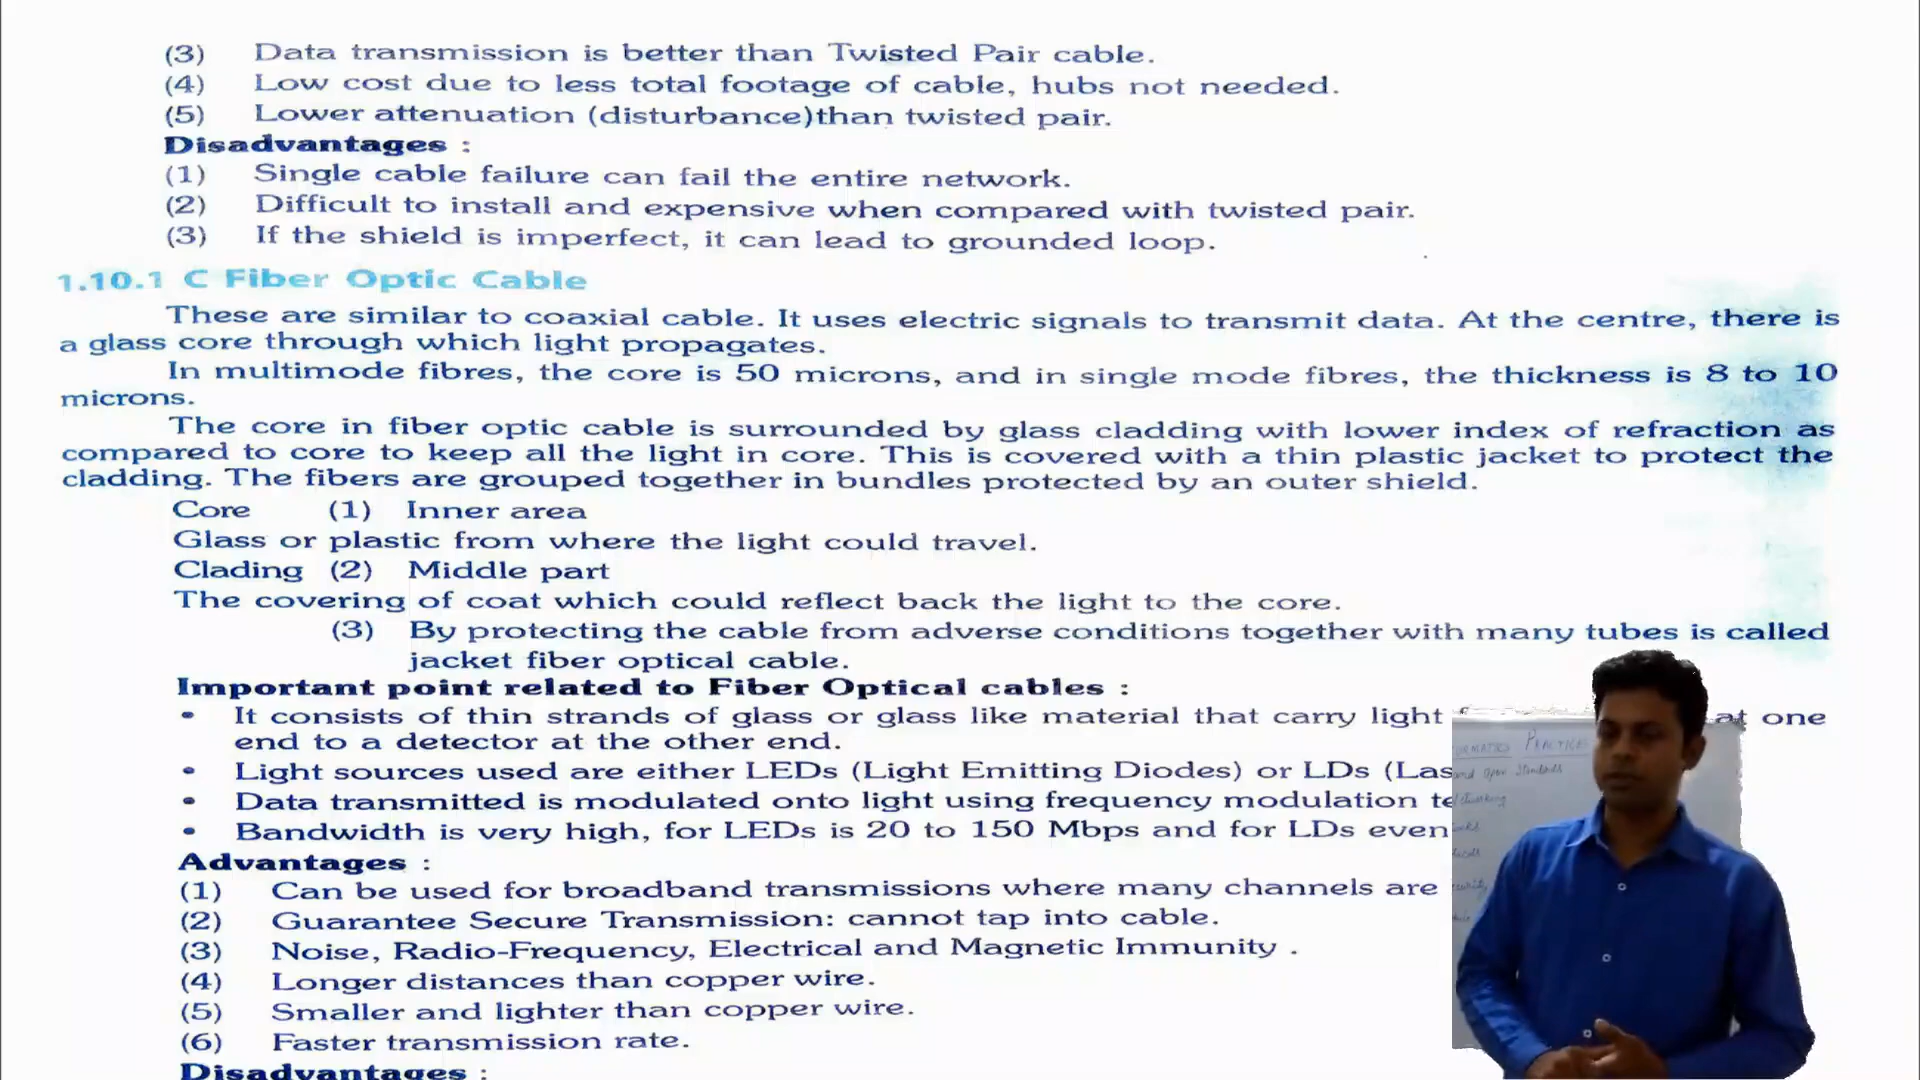 (3) Data transmission is better than Twisted Pair cable.
(4) Low cost due to less total footage of cable, hubs not needed.
(5) Lower attenuation (disturbance)than twisted pair.
Disadvantages :
(1) Single cable failure can fail the entire network.
(2) Difficult to install and expensive when compared with twisted pair.
(3) If the shield is imperfect, it can lead to grounded loop.
1.10.1 C Fiber Optic Cable
These are similar to coaxial cable. It uses electric signals to transmit data. At the centre, there is
a glass core through which light propagates.
In multimode fibres, the core is 50 microns, and in single mode fibres, the thickness is 8 to 10
microns.
The core in fiber optic cable is surrounded by glass cladding with lower index of refraction as
compared to core to keep all the light in core. This is covered with a thin plastic jacket to protect the
cladding. The fibers are grouped together in bundles protected by an outer shield.
Core (1) Inner area
Glass or plastic from where the light could travel.
Clading (2) Middle part
The covering of coat which could reflect back the light to the core.
(3) By protecting the cable from adverse conditions together with many tubes is called
jacket fiber optical cable.
Important point related to Fiber Optical cables :
• It consists of thin strands of glass or glass like material that carry light at one
end to a detector at the other end.
• Light sources used are either LEDs (Light Emitting Diodes) or LDs (Las
• Data transmitted is modulated onto light using frequency modulation te
• Bandwidth is very high, for LEDs is 20 to 150 Mbps and for LDs even
Advantages :
(1) Can be used for broadband transmissions where many channels are
(2) Guarantee Secure Transmission: cannot tap into cable.
(3) Noise, Radio-Frequency, Electrical and Magnetic Immunity .
(4) Longer distances than copper wire.
(5) Smaller and lighter than copper wire.
(6) Faster transmission rate.
Disadvantages :
PRACTICES
and Open Standards